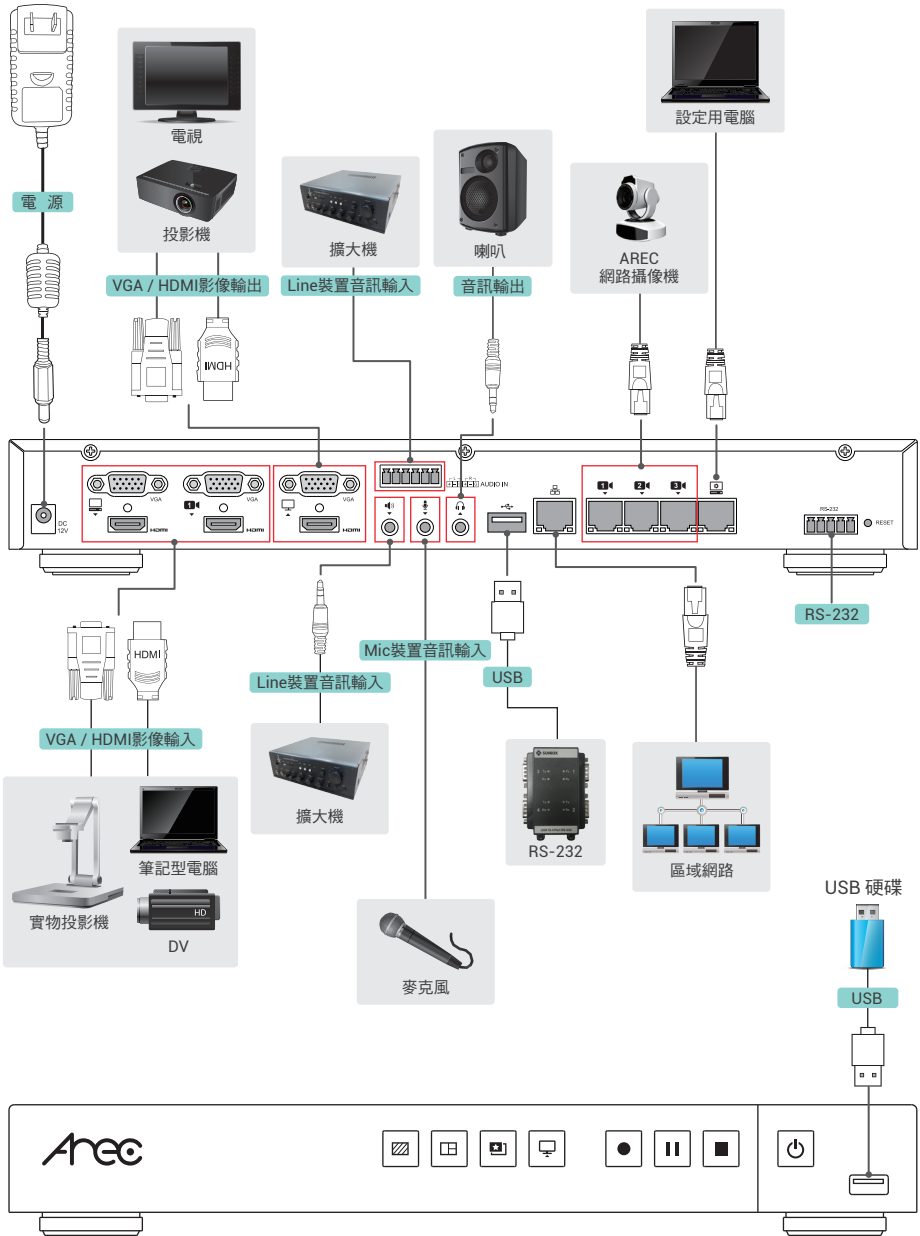 電視
投影機
電 源
VGA / HDMI影像輸出
HDMI
擴大機
Line裝置音訊輸入
喇叭
音訊輸出
AREC
網路攝像機
設定用電腦
DC
12V
VGA
HDMI
1
VGA
HDMI
VGA
HDMI
AUDIO IN
1
2
3
RS-232
RESET
HDMI
VGA / HDMI影像輸入
實物投影機
筆記型電腦
HD
DV
Line裝置音訊輸入
擴大機
Mic裝置音訊輸入
麥克風
USB
RS-232
區域網路
RS-232
USB 硬碟
USB
Arec